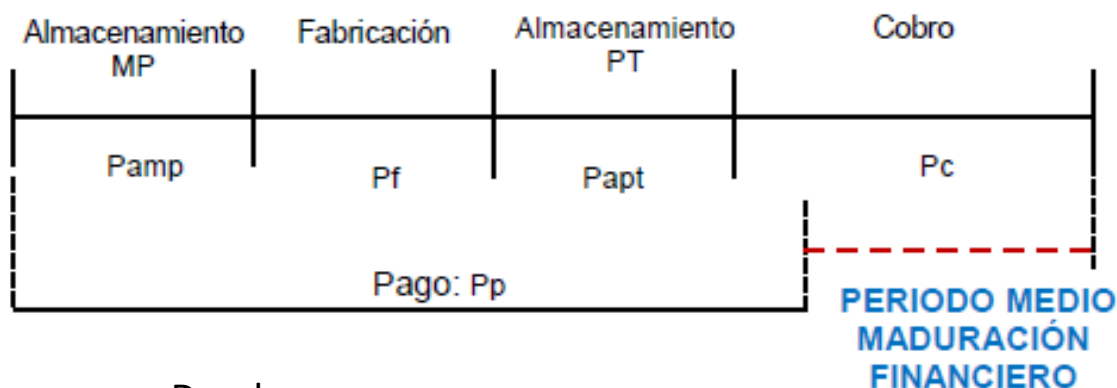 Almacenamiento MP
Fabricación
Almacenamiento PT
Cobro
Pamp
Pf
Papt
Pc
Pago: Pp
PERIODO MEDIO
MADURACIÓN
FINANCIERO